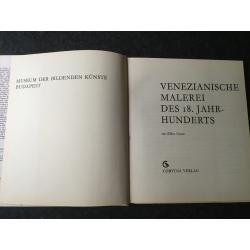 MUSEUM DER BILDENDEN KÜNSTE
BUDAPEST
VENEZIANISCHE
MALEREI
DES 18. JAHR-
HUNDERTS
CORVINA VERLAG